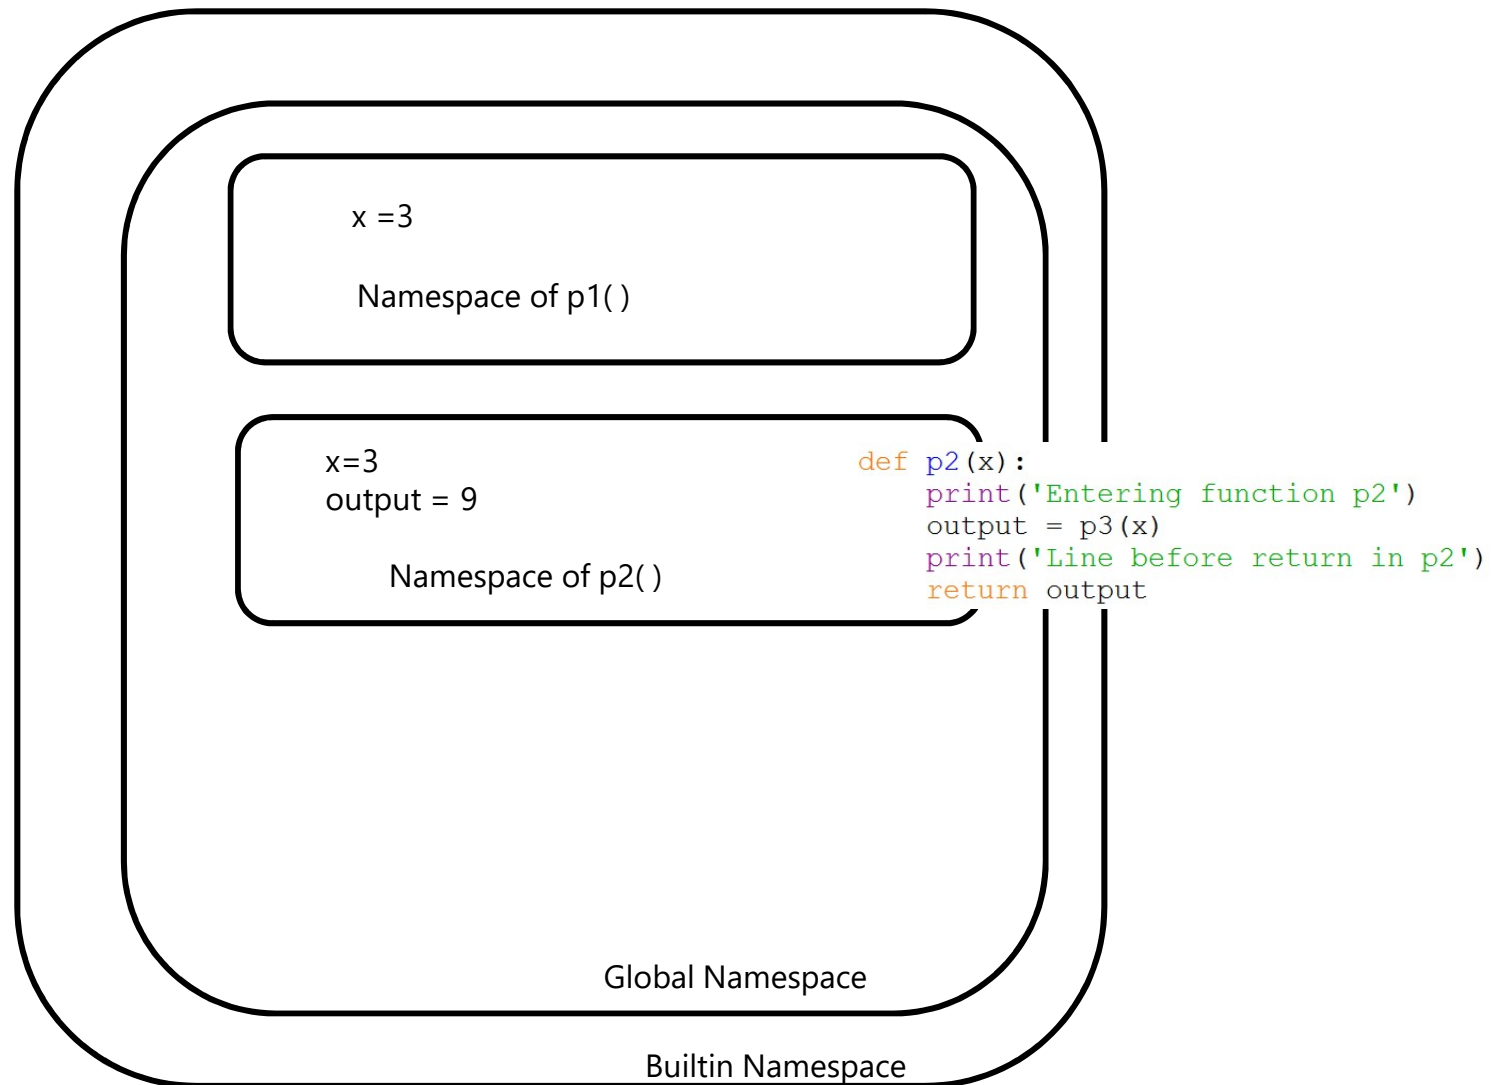 x =3
Namespace of p1( )
x=3
output = 9
Namespace of p2( )
def p2(x):
    print('Entering function p2')
    output = p3(x)
    print('Line before return in p2')
    return output
Global Namespace
Builtin Namespace